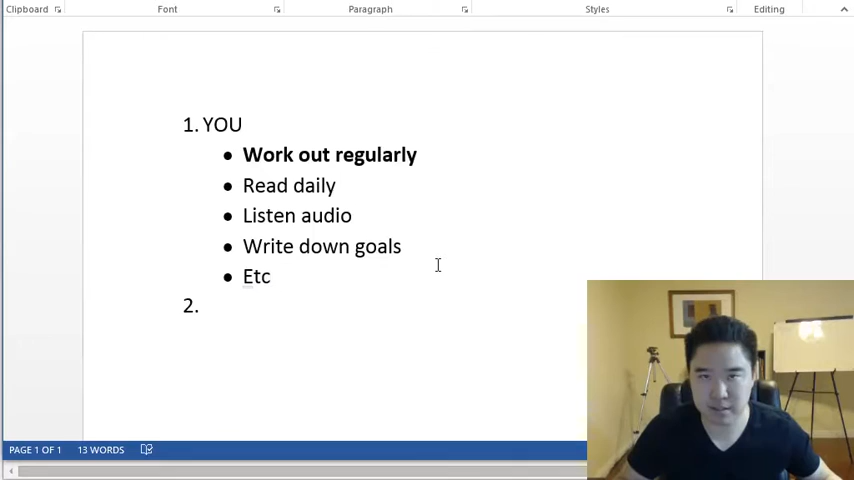 Clipboard Font Paragraph Styles Editing
1. YOU
• Work out regularly
• Read daily
• Listen audio
• Write down goals
• Etc
2.
PAGE 1 OF 1 13 WORDS